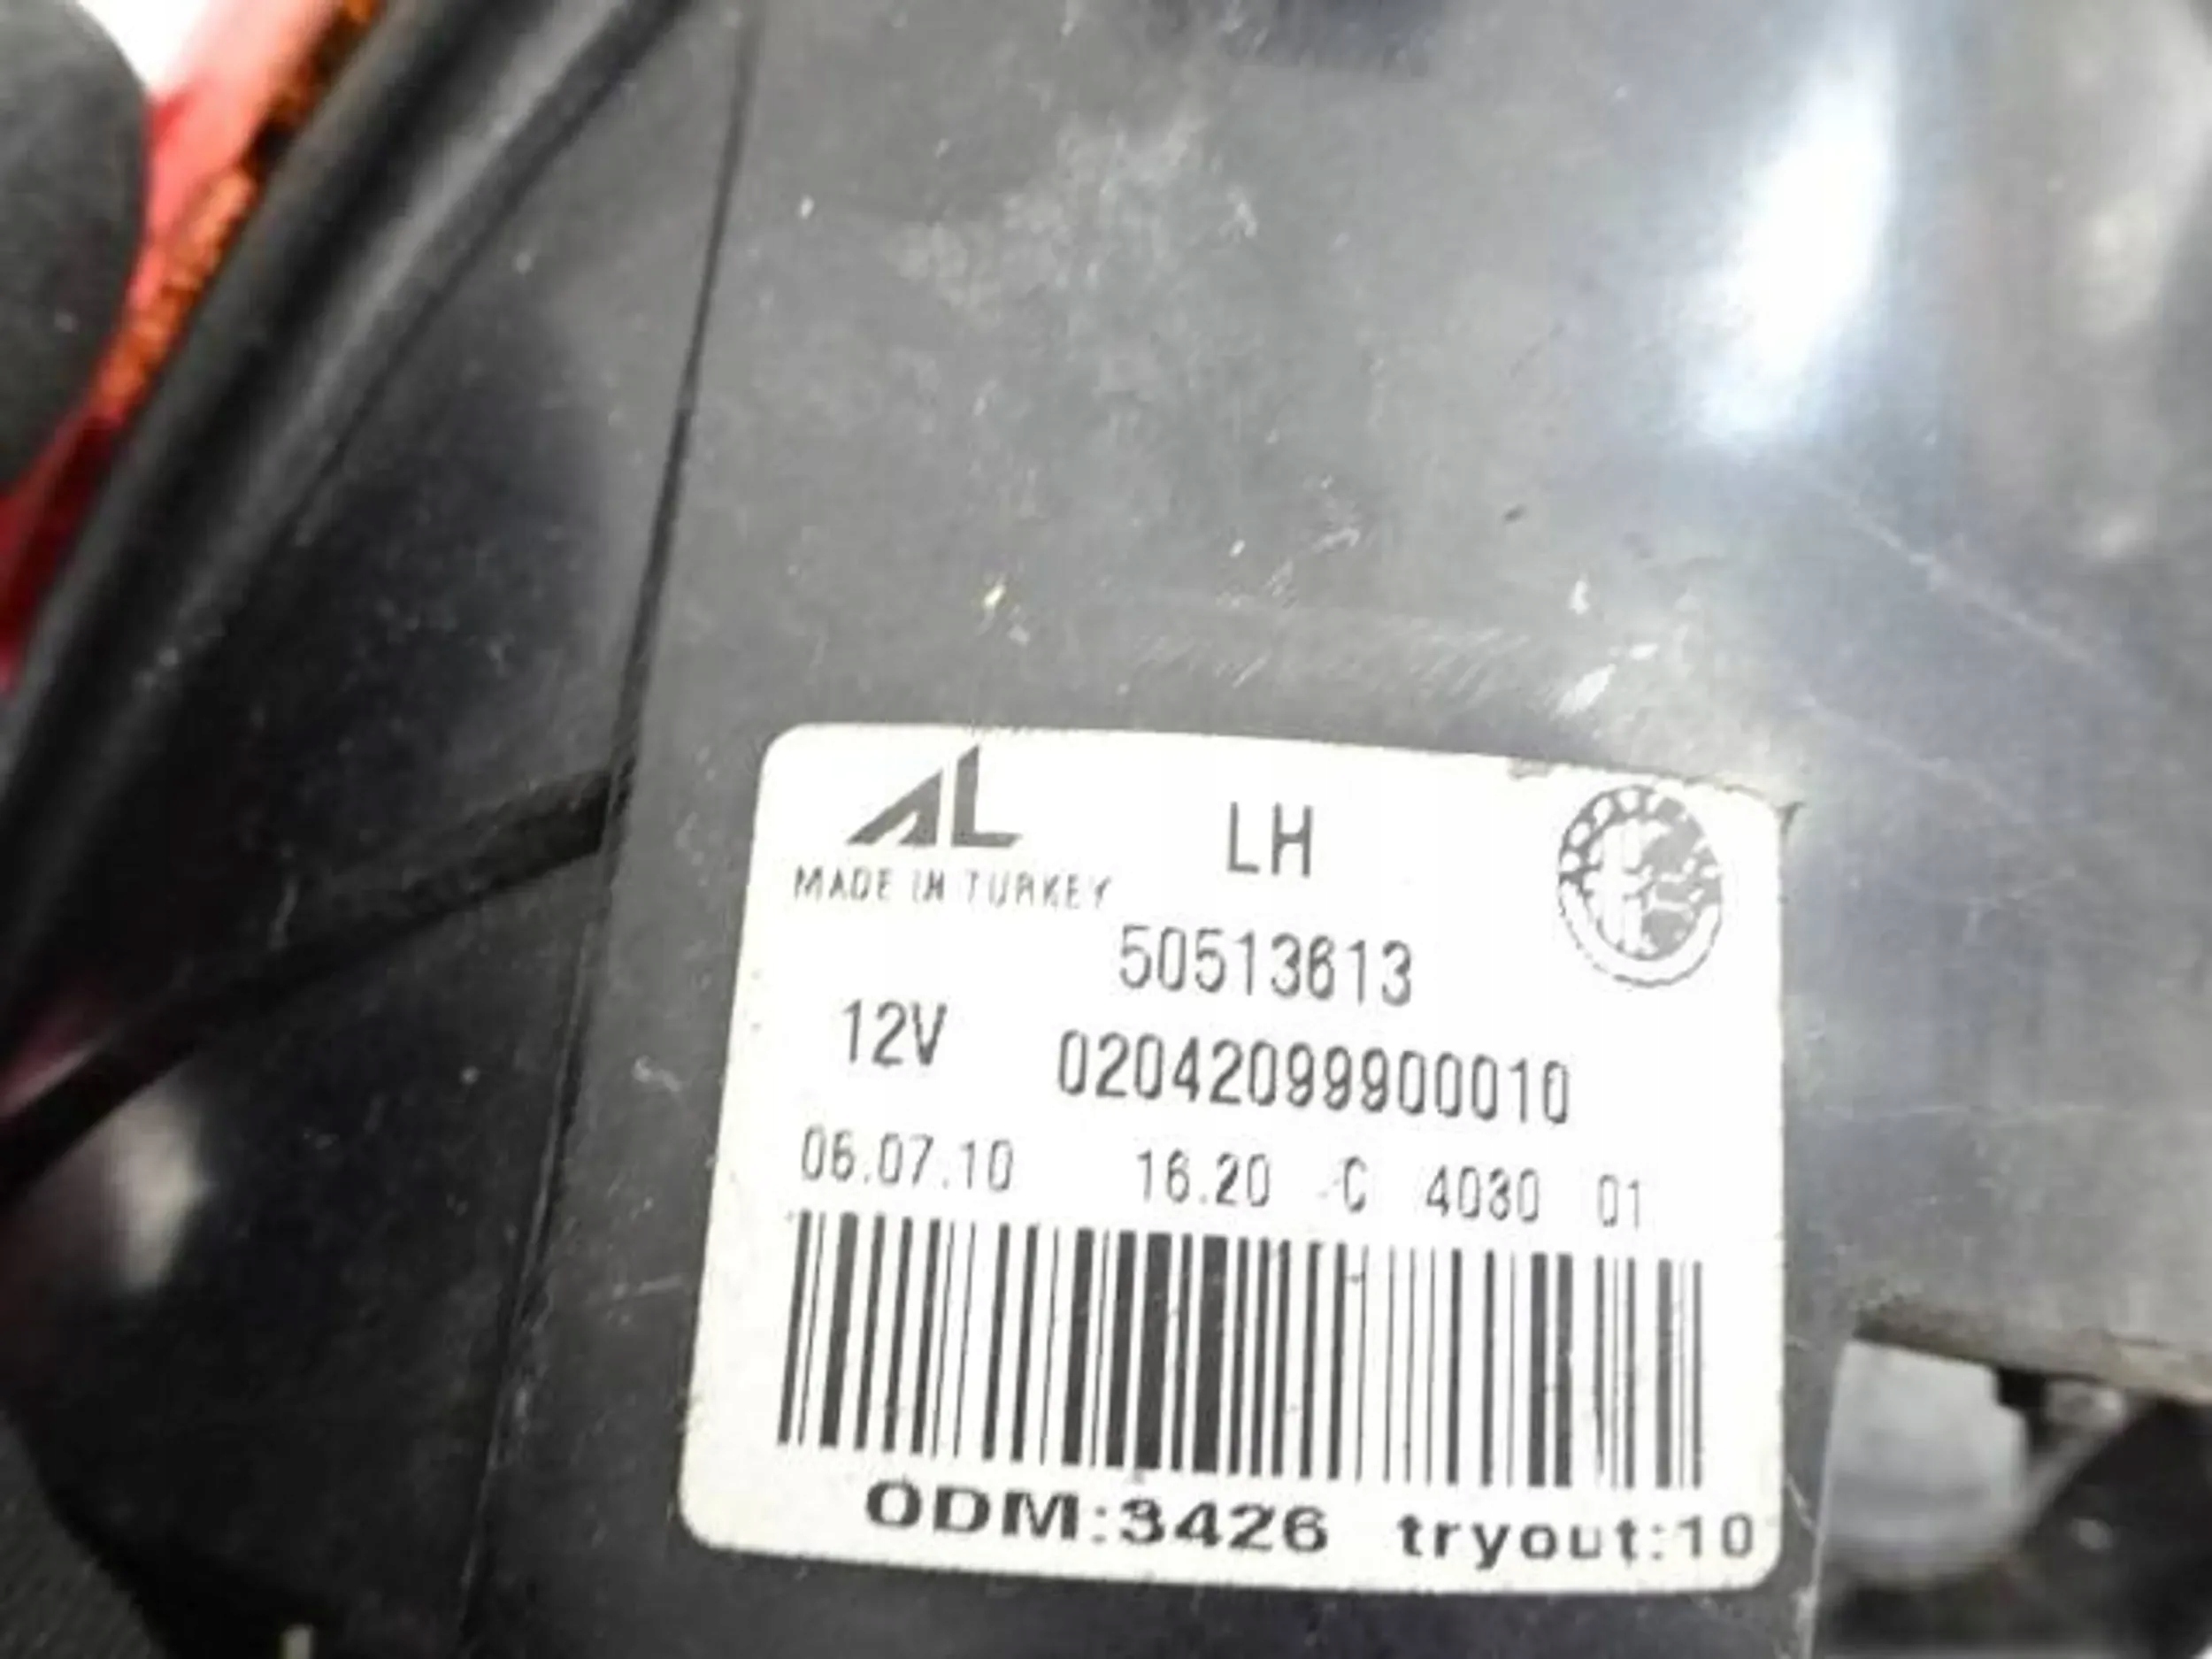 AL LH
MADE IN TURKEY
50513613
12V 02042099900010
06.07.10 16.20 C 4030 01
ODM:3426 tryout:10